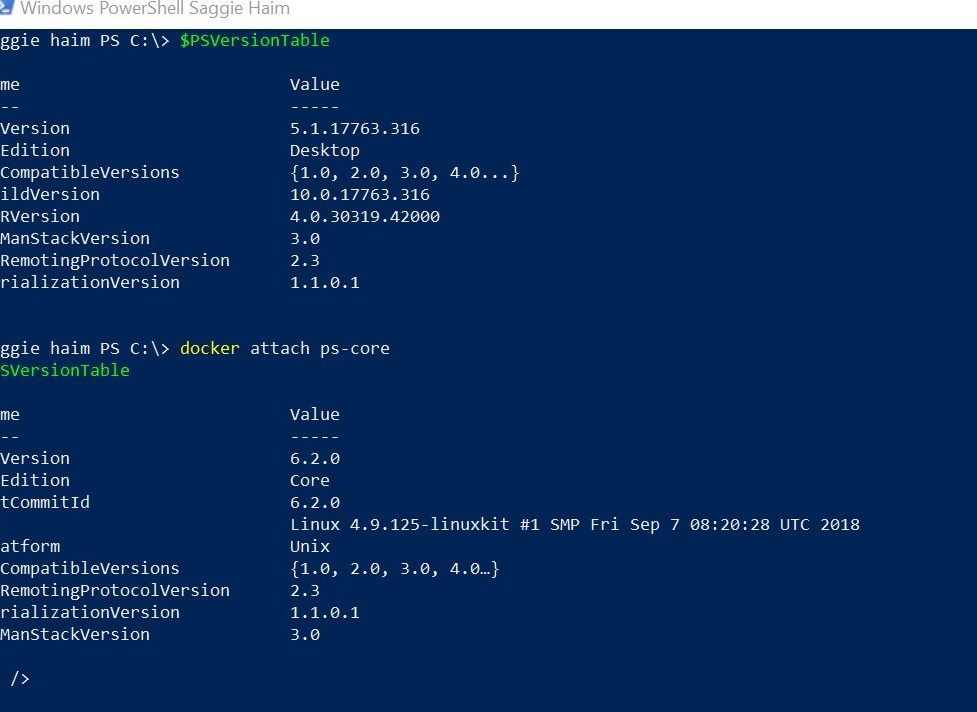 Windows PowerShell Saggie Haim
ggie haim PS C:\> $PSVersionTable
me Value
-- -----
Version 5.1.17763.316
Edition Desktop
CompatibleVersions {1.0, 2.0, 3.0, 4.0...}
ildVersion 10.0.17763.316
RVersion 4.0.30319.42000
ManStackVersion 3.0
RemotingProtocolVersion 2.3
rializationVersion 1.1.0.1
ggie haim PS C:\> docker attach ps-core
SVersionTable
me Value
-- -----
Version 6.2.0
Edition Core
tCommitId 6.2.0
Linux 4.9.125-linuxkit #1 SMP Fri Sep 7 08:20:28 UTC 2018
atform Unix
CompatibleVersions {1.0, 2.0, 3.0, 4.0…}
RemotingProtocolVersion 2.3
rializationVersion 1.1.0.1
ManStackVersion 3.0
/>